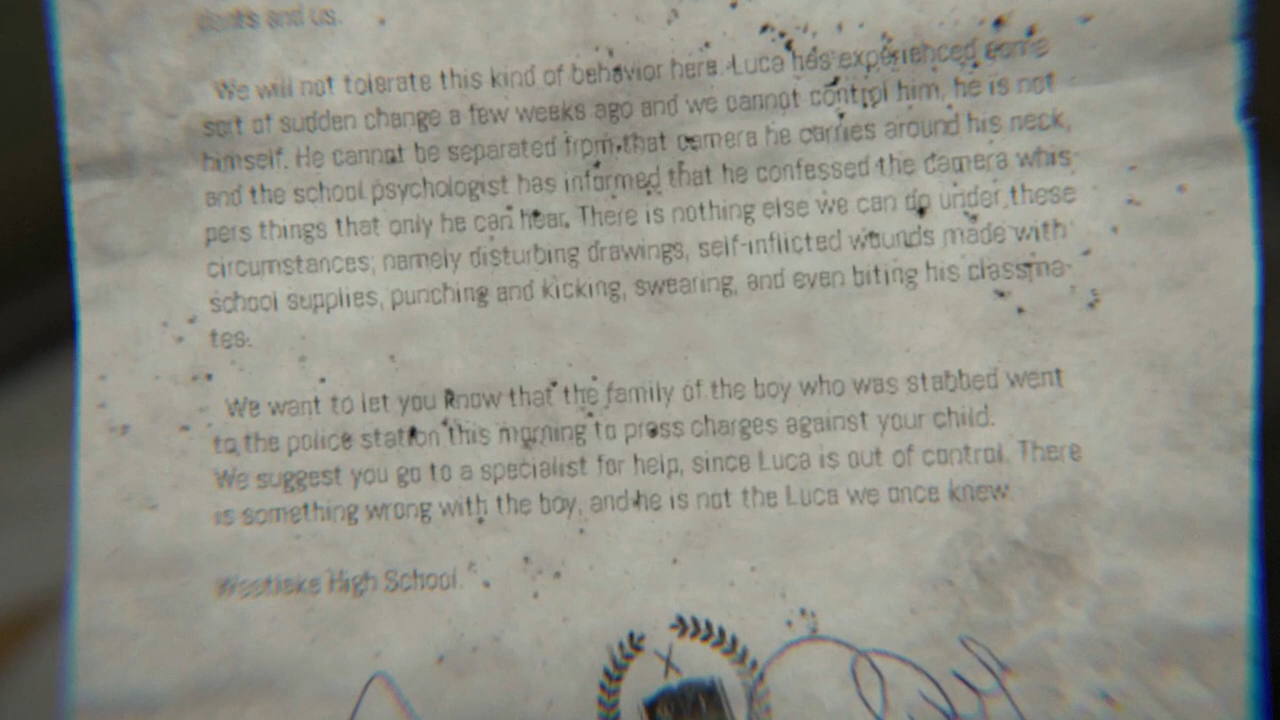 and us.
We will not tolerate this kind of behavior here. Luca has experienced some
sort of sudden change a few weeks ago and we cannot control him, he is not
himself. He cannot be separated from that camera he carries around his neck,
and the school psychologist has informed that he confessed the camera whis-
pers things that only he can hear. There is nothing else we can do under these
circumstances; namely disturbing drawings, self-inflicted wounds made with
school supplies, punching and kicking, swearing, and even biting his classma-
tes.
We want to let you know that the family of the boy who was stabbed went
to the police station this morning to press charges against your child.
We suggest you go to a specialist for help, since Luca is out of control. There
is something wrong with the boy, and he is not the Luca we once knew.
Westlake High School.